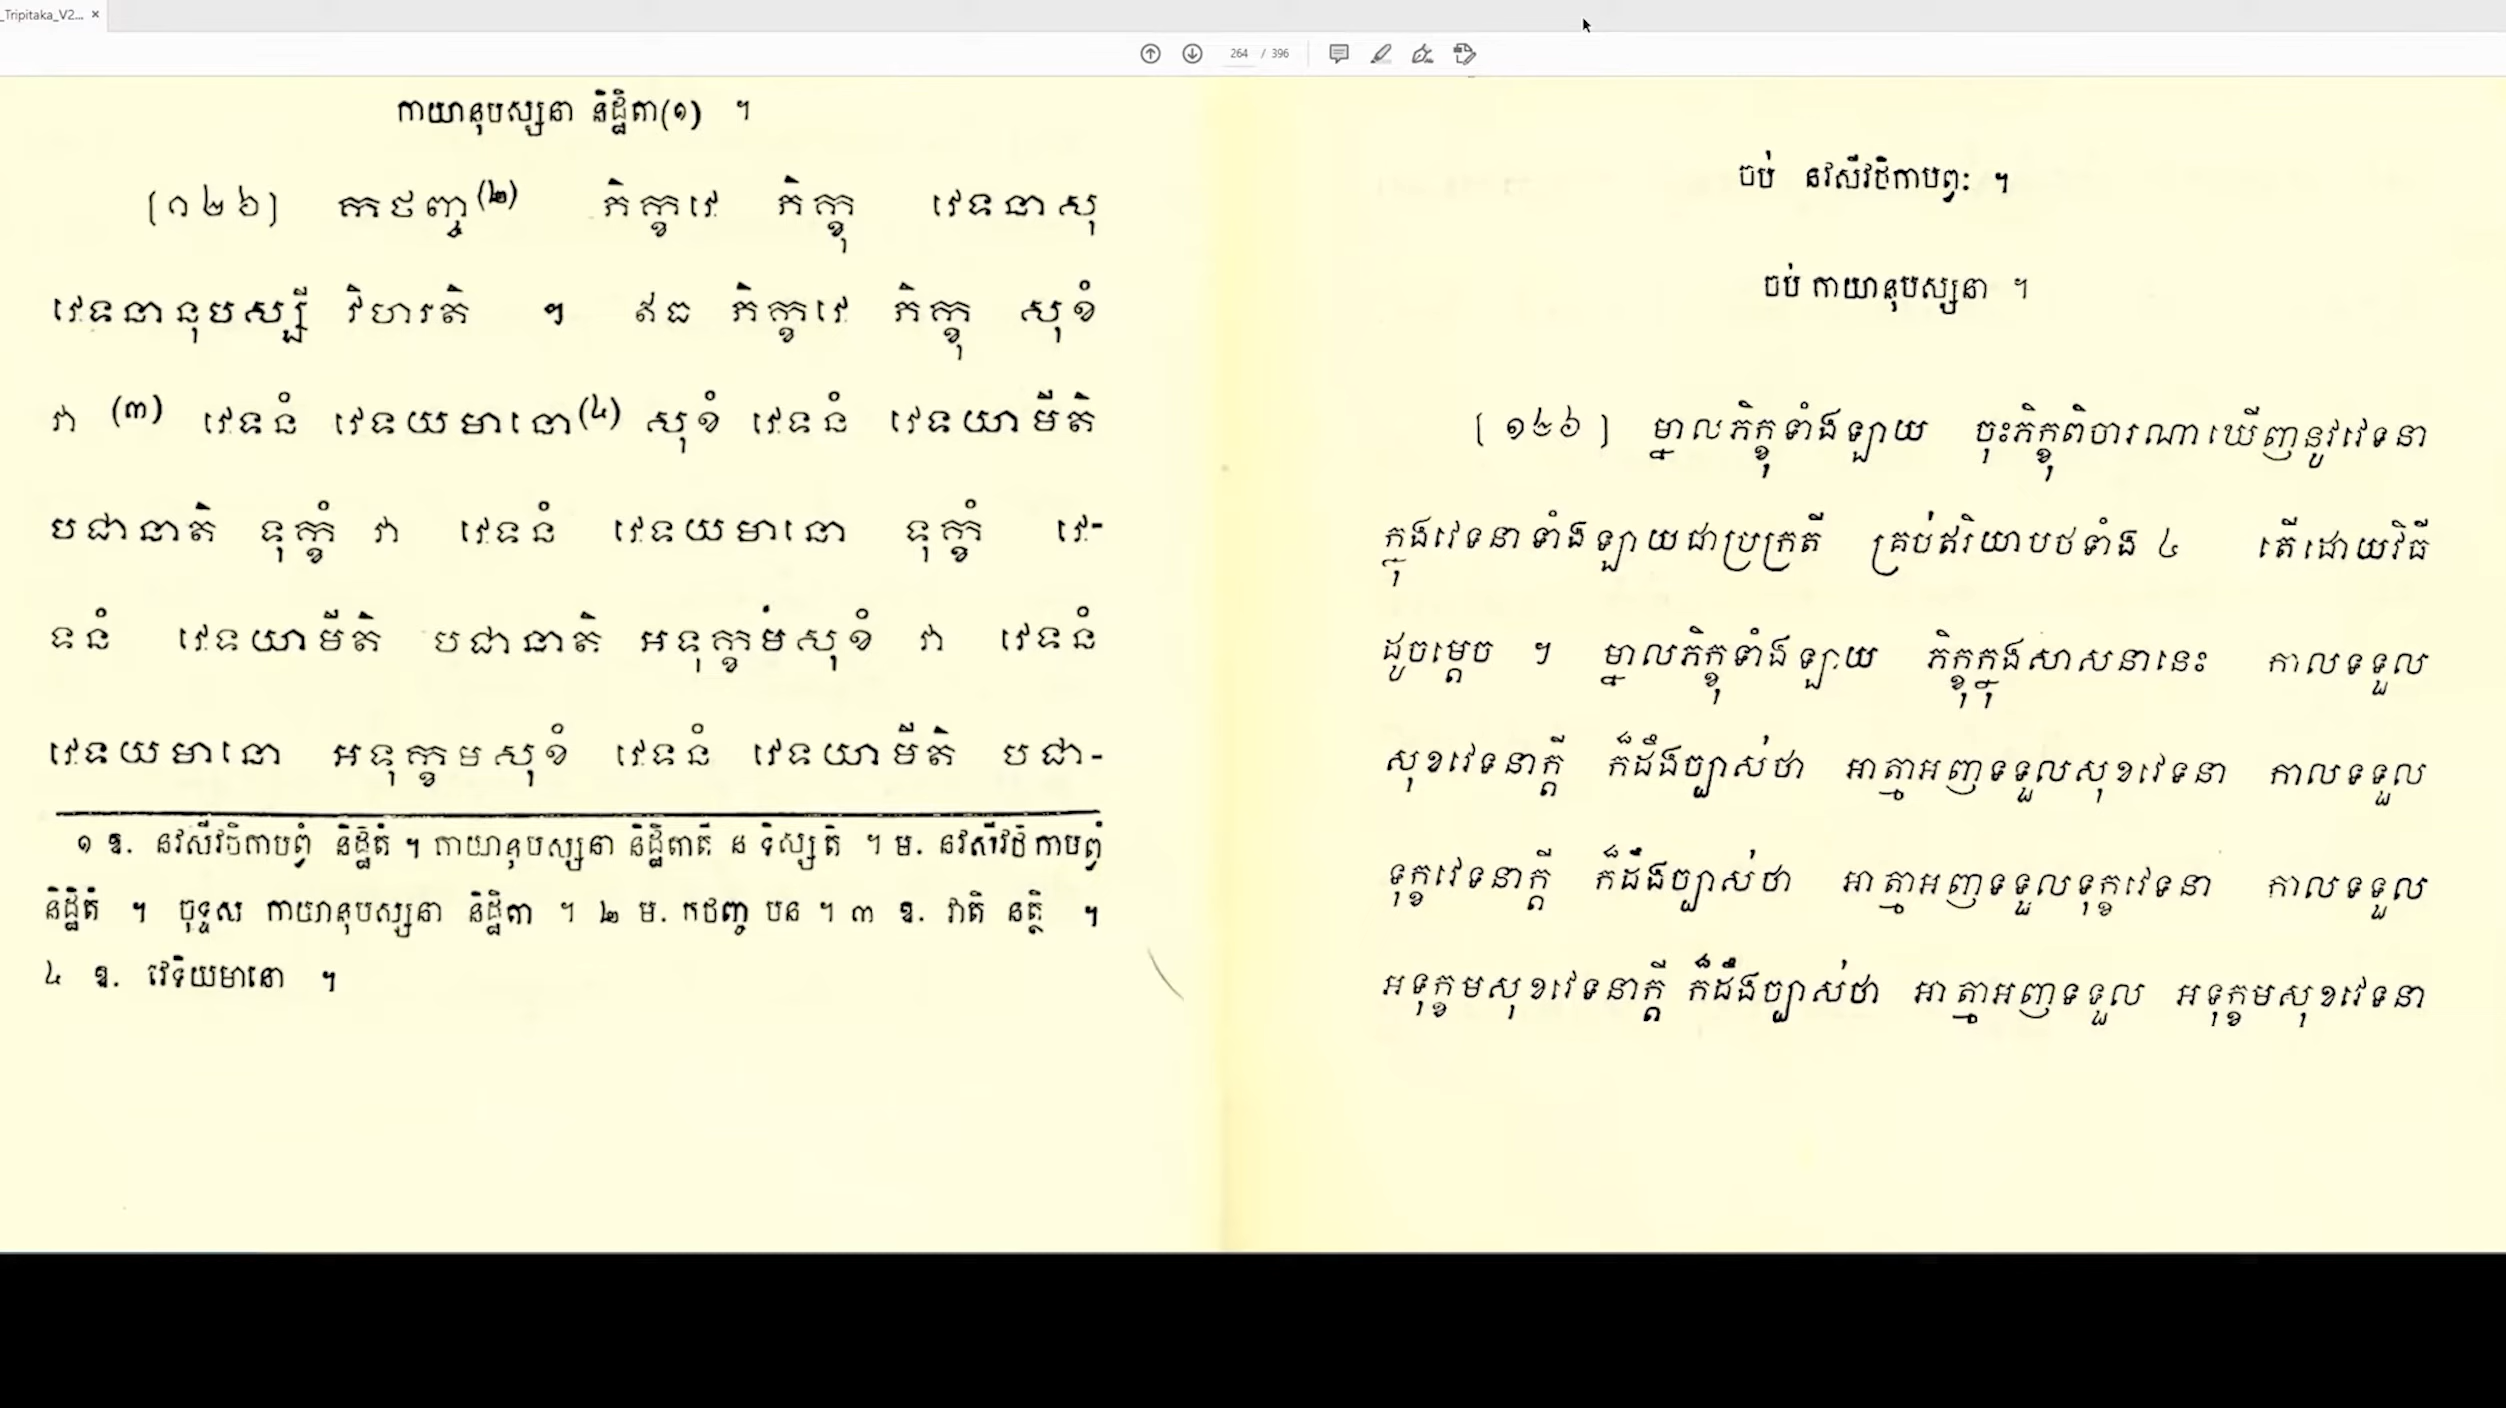 _Tripitaka_V2... ×
264 / 396
កាយានុបស្សនា និដ្ឋិតា(១) ។
[១២៦] កថញ្ច(២) ភិក្ខវេ ភិក្ខុ វេទនាសុ
វេទនានុបស្សី វិហរតិ ។ ឥធ ភិក្ខវេ ភិក្ខុ សុខំ
វា (៣) វេទនំ វេទយមានោ(៤) សុខំ វេទនំ វេទយាមីតិ
បជានាតិ ទុក្ខំ វា វេទនំ វេទយមានោ ទុក្ខំ វេ-
ទនំ វេទយាមីតិ បជានាតិ អទុក្ខមសុខំ វា វេទនំ
វេទយមានោ អទុក្ខមសុខំ វេទនំ វេទយាមីតិ បជា-
១ ឱ. នវសីវថិកាបព្វំ និដ្ឋិតំ ។ កាយានុបស្សនា និដ្ឋិតាតិ ន ទិស្សតិ ។ ម. នវសីវថិកាបព្វំ
និដ្ឋិតំ ។ ចុទ្ទស កាយានុបស្សនា និដ្ឋិតា ។ ២ ម. កថញ្ច បន ។ ៣ ឱ. វាតិ នត្ថិ ។
៤ ឱ. វេទិយមានោ ។
ចប់ នវសីវថិកាបព្វៈ ។
ចប់ កាយានុបស្សនា ។
[១២៦] ម្នាលភិក្ខុទាំងឡាយ ចុះភិក្ខុពិចារណាឃើញនូវវេទនា
ក្នុងវេទនាទាំងឡាយជាប្រក្រតី គ្រប់ឥរិយាបថទាំង ៤ តើដោយវិធី
ដូចម្តេច ។ ម្នាលភិក្ខុទាំងឡាយ ភិក្ខុក្នុងសាសនានេះ កាលទទួល
សុខវេទនាក្តី ក៏ដឹងច្បាស់ថា អាត្មាអញទទួលសុខវេទនា កាលទទួល
ទុក្ខវេទនាក្តី ក៏ដឹងច្បាស់ថា អាត្មាអញទទួលទុក្ខវេទនា កាលទទួល
អទុក្ខមសុខវេទនាក្តី ក៏ដឹងច្បាស់ថា អាត្មាអញទទួល អទុក្ខមសុខវេទនា